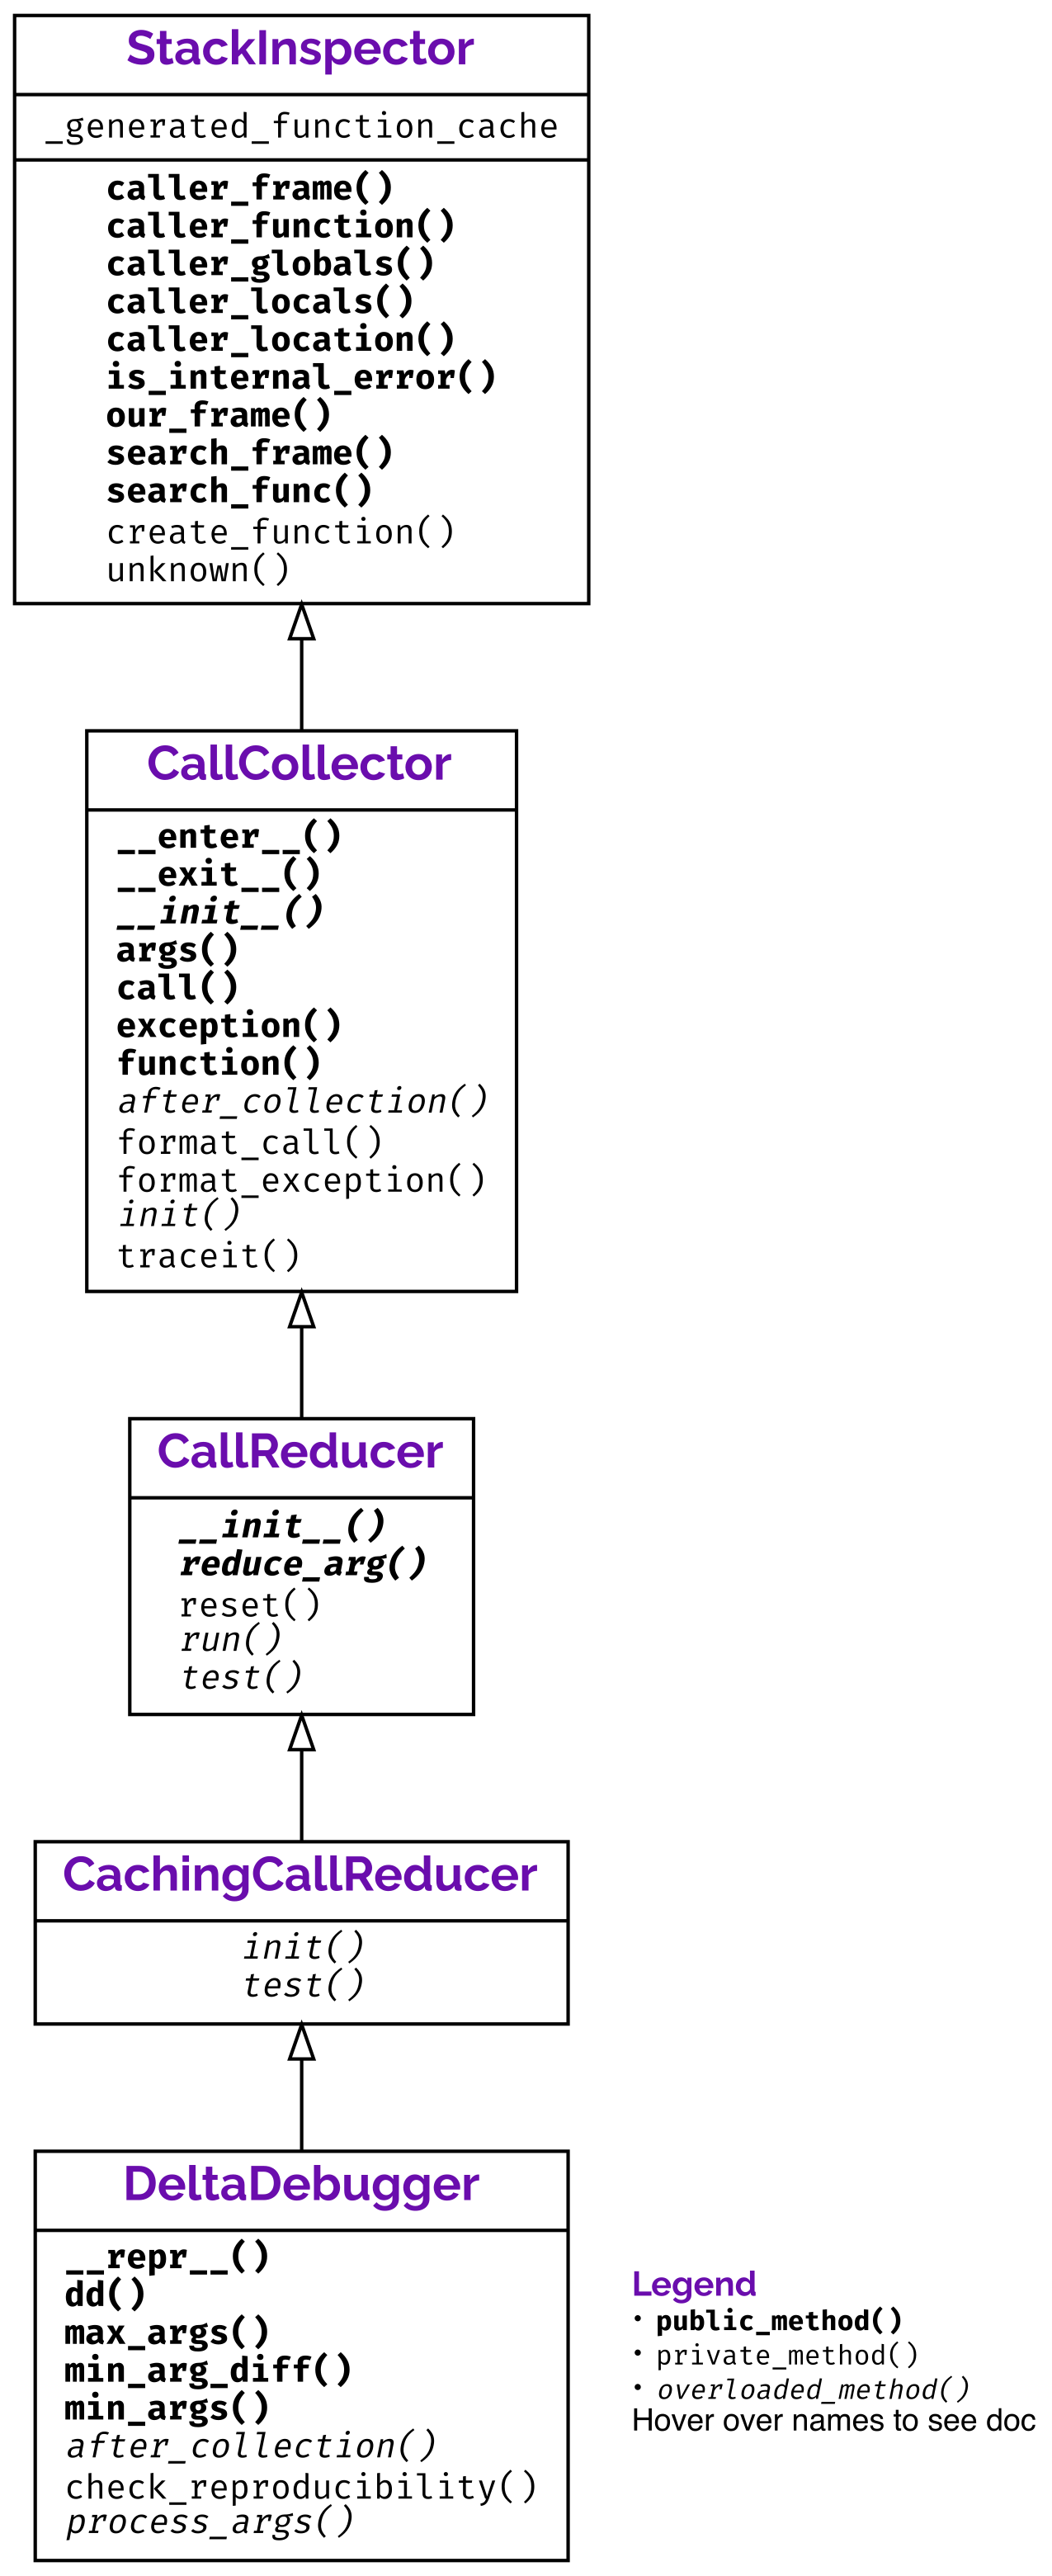 StackInspector
_generated_function_cache
caller_frame()
caller_function()
caller_globals()
caller_locals()
caller_location()
is_internal_error()
our_frame()
search_frame()
search_func()
create_function()
unknown()
CallCollector
__enter__()
__exit__()
__init__()
args()
call()
exception()
function()
after_collection()
format_call()
format_exception()
init()
traceit()
CallReducer
__init__()
reduce_arg()
reset()
run()
test()
CachingCallReducer
init()
test()
DeltaDebugger
__repr__()
dd()
max_args()
min_arg_diff()
min_args()
after_collection()
check_reproducibility()
process_args()
Legend
• public_method()
• private_method()
• overloaded_method()
Hover over names to see doc